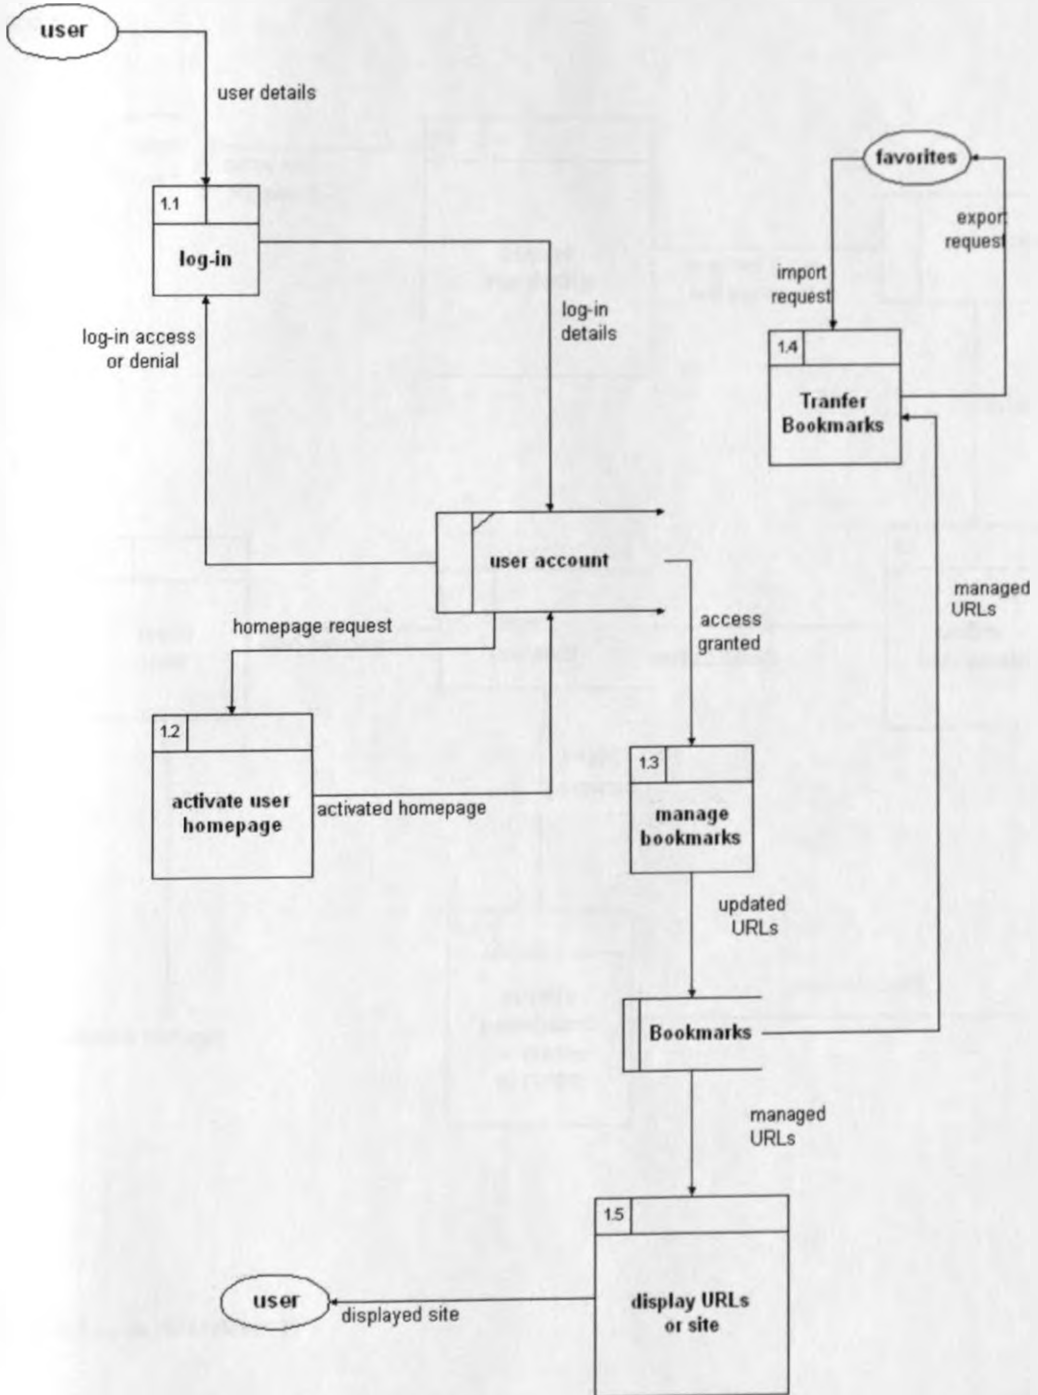 user
user details
favorites
1.1
export
request
log-in
import
request
log-in
details
log-in access
or denial
1.4
Tranfer
Bookmarks
user account
managed
URLs
homepage request
access
granted
1.2
1.3
activate user
homepage
activated homepage
manage
bookmarks
updated
URLs
Bookmarks
managed
URLs
1.5
user
displayed site
display URLs
or site